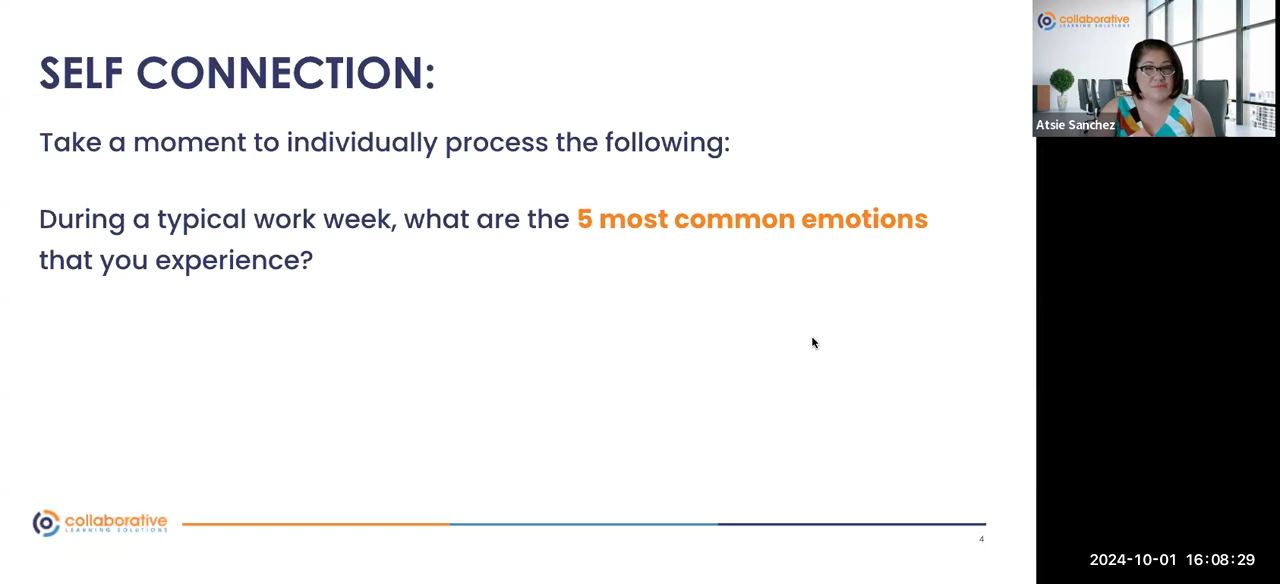 SELF CONNECTION:
Take a moment to individually process the following:
During a typical work week, what are the 5 most common emotions
that you experience?
collaborative
LEARNING SOLUTIONS
4
collaborative
LEARNING SOLUTIONS
Atsie Sanchez
2024-10-01 16:08:29